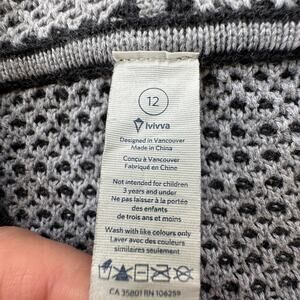 12
ivivva
Designed in Vancouver
Made in China
Conçu à Vancouver
Fabriqué en Chine
Not intended for children
3 years and under
Ne pas laisser à la portée
des enfants
de trois ans et moins
Wash with like colours only
Laver avec des couleurs
similaires seulement
CA 35801 RN 106259